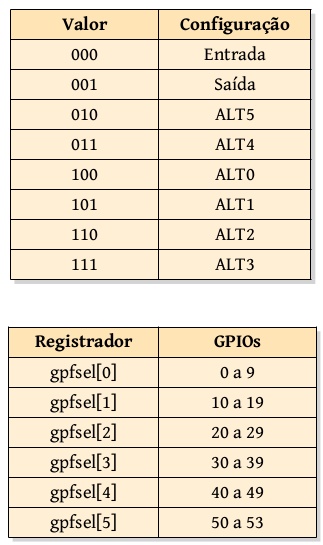 Valor Configuração
000 Entrada
001 Saída
010 ALT5
011 ALT4
100 ALT0
101 ALT1
110 ALT2
111 ALT3
Registrador GPIOs
gpfsel[0] 0 a 9
gpfsel[1] 10 a 19
gpfsel[2] 20 a 29
gpfsel[3] 30 a 39
gpfsel[4] 40 a 49
gpfsel[5] 50 a 53